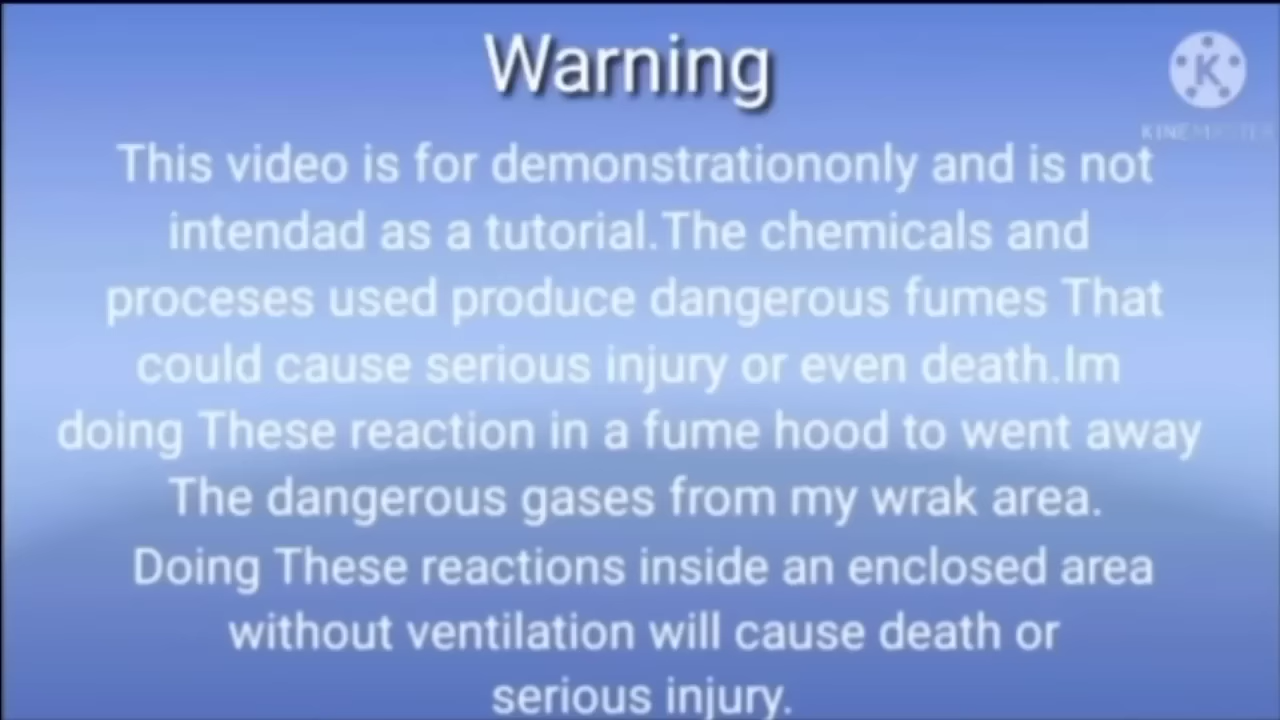 Warning
K
KINEMASTER
This video is for demonstrationonly and is not
intendad as a tutorial.The chemicals and
proceses used produce dangerous fumes That
could cause serious injury or even death.Im
doing These reaction in a fume hood to went away
The dangerous gases from my wrak area.
Doing These reactions inside an enclosed area
without ventilation will cause death or
serious injury.